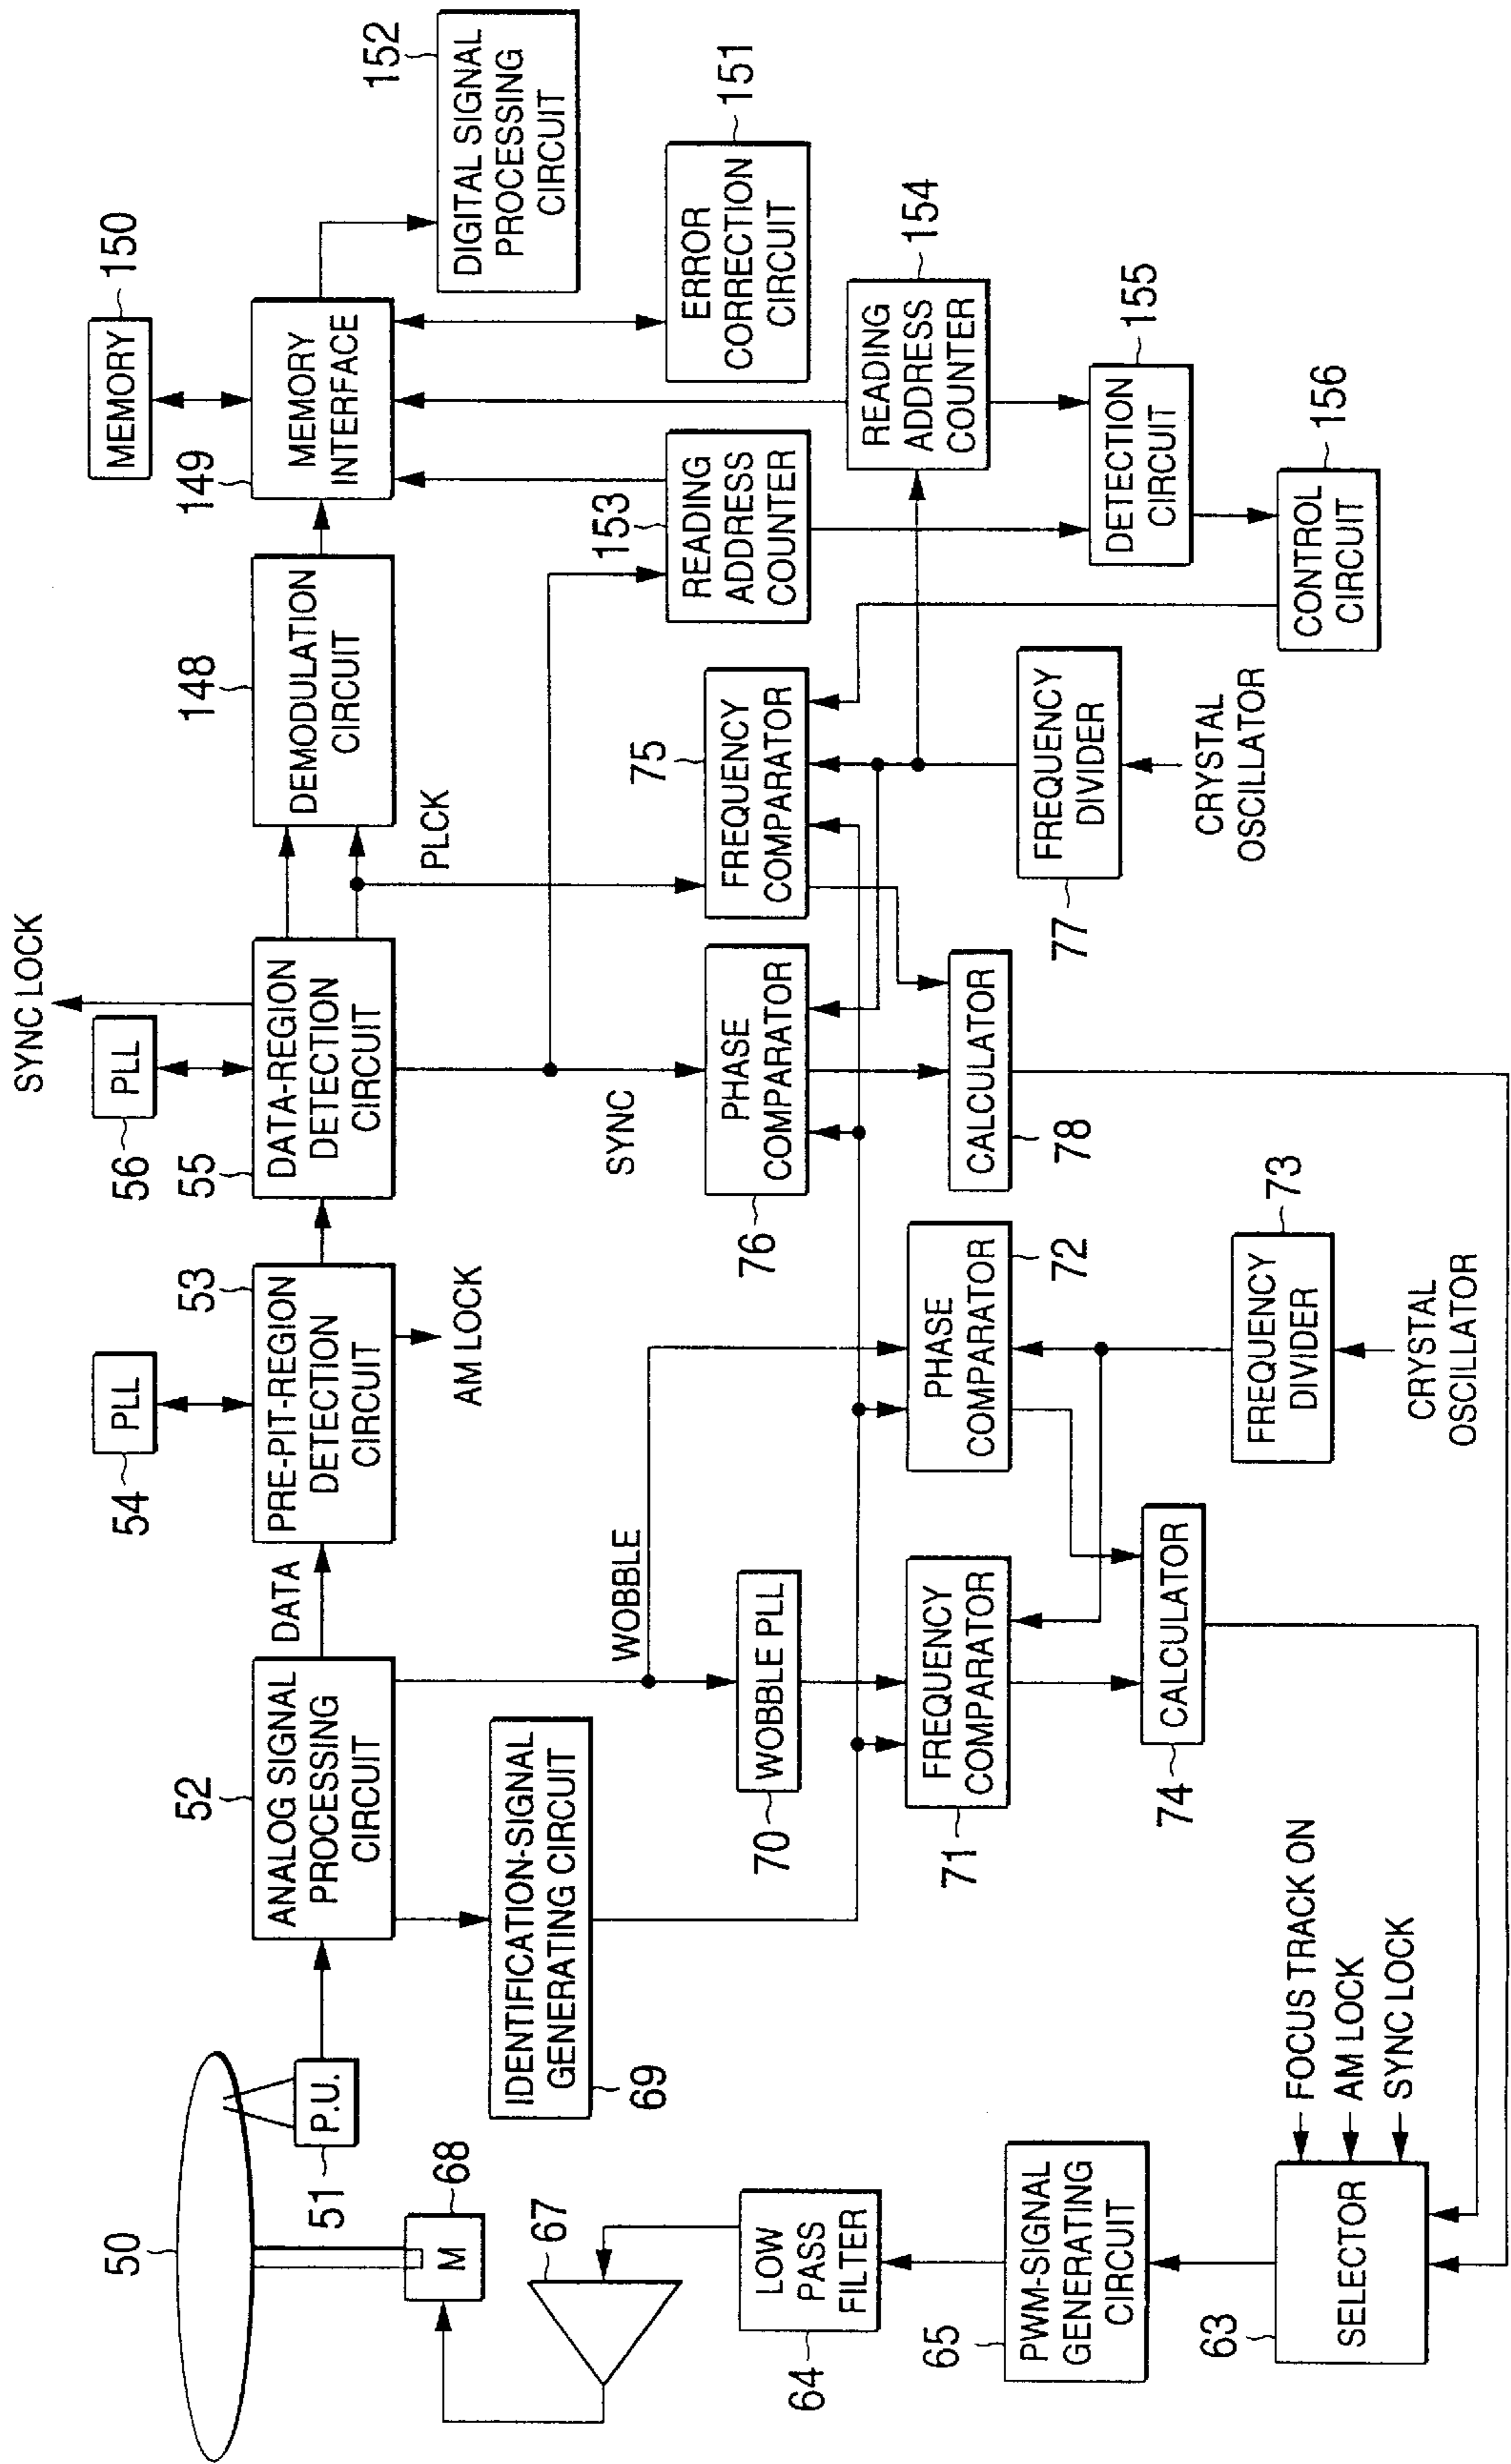 50
P.U.
51
M
68
67
LOW
PASS
FILTER
64
PWM-SIGNAL
GENERATING
CIRCUIT
65
SELECTOR
63
FOCUS TRACK ON
AM LOCK
SYNC LOCK
ANALOG SIGNAL
PROCESSING
CIRCUIT
52
IDENTIFICATION-SIGNAL
GENERATING CIRCUIT
69
DATA
WOBBLE
WOBBLE PLL
70
FREQUENCY
COMPARATOR
71
PHASE
COMPARATOR
72
CALCULATOR
74
FREQUENCY
DIVIDER
73
CRYSTAL
OSCILLATOR
PLL
54
PRE-PIT-REGION
DETECTION
CIRCUIT
53
AM LOCK
SYNC LOCK
PLL
56
DATA-REGION
DETECTION
CIRCUIT
55
SYNC
PLCK
PHASE
COMPARATOR
76
FREQUENCY
COMPARATOR
75
CALCULATOR
78
FREQUENCY
DIVIDER
77
CRYSTAL
OSCILLATOR
DEMODULATION
CIRCUIT
148
MEMORY
INTERFACE
149
MEMORY
150
DIGITAL SIGNAL
PROCESSING
CIRCUIT
152
ERROR
CORRECTION
CIRCUIT
151
READING
ADDRESS
COUNTER
153
READING
ADDRESS
COUNTER
154
DETECTION
CIRCUIT
155
CONTROL
CIRCUIT
156